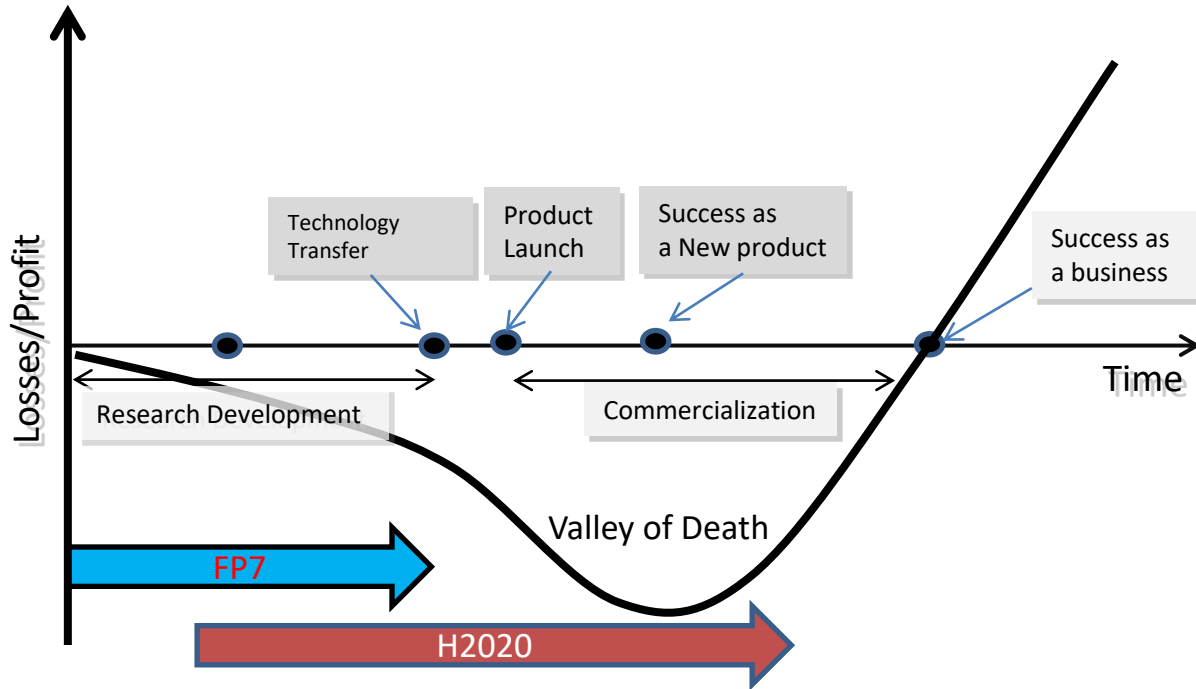 Technology
Transfer
Product
Launch
Success as
a New product
Success as
a business
Losses/Profit
Time
Research Development
Commercialization
Valley of Death
FP7
H2020